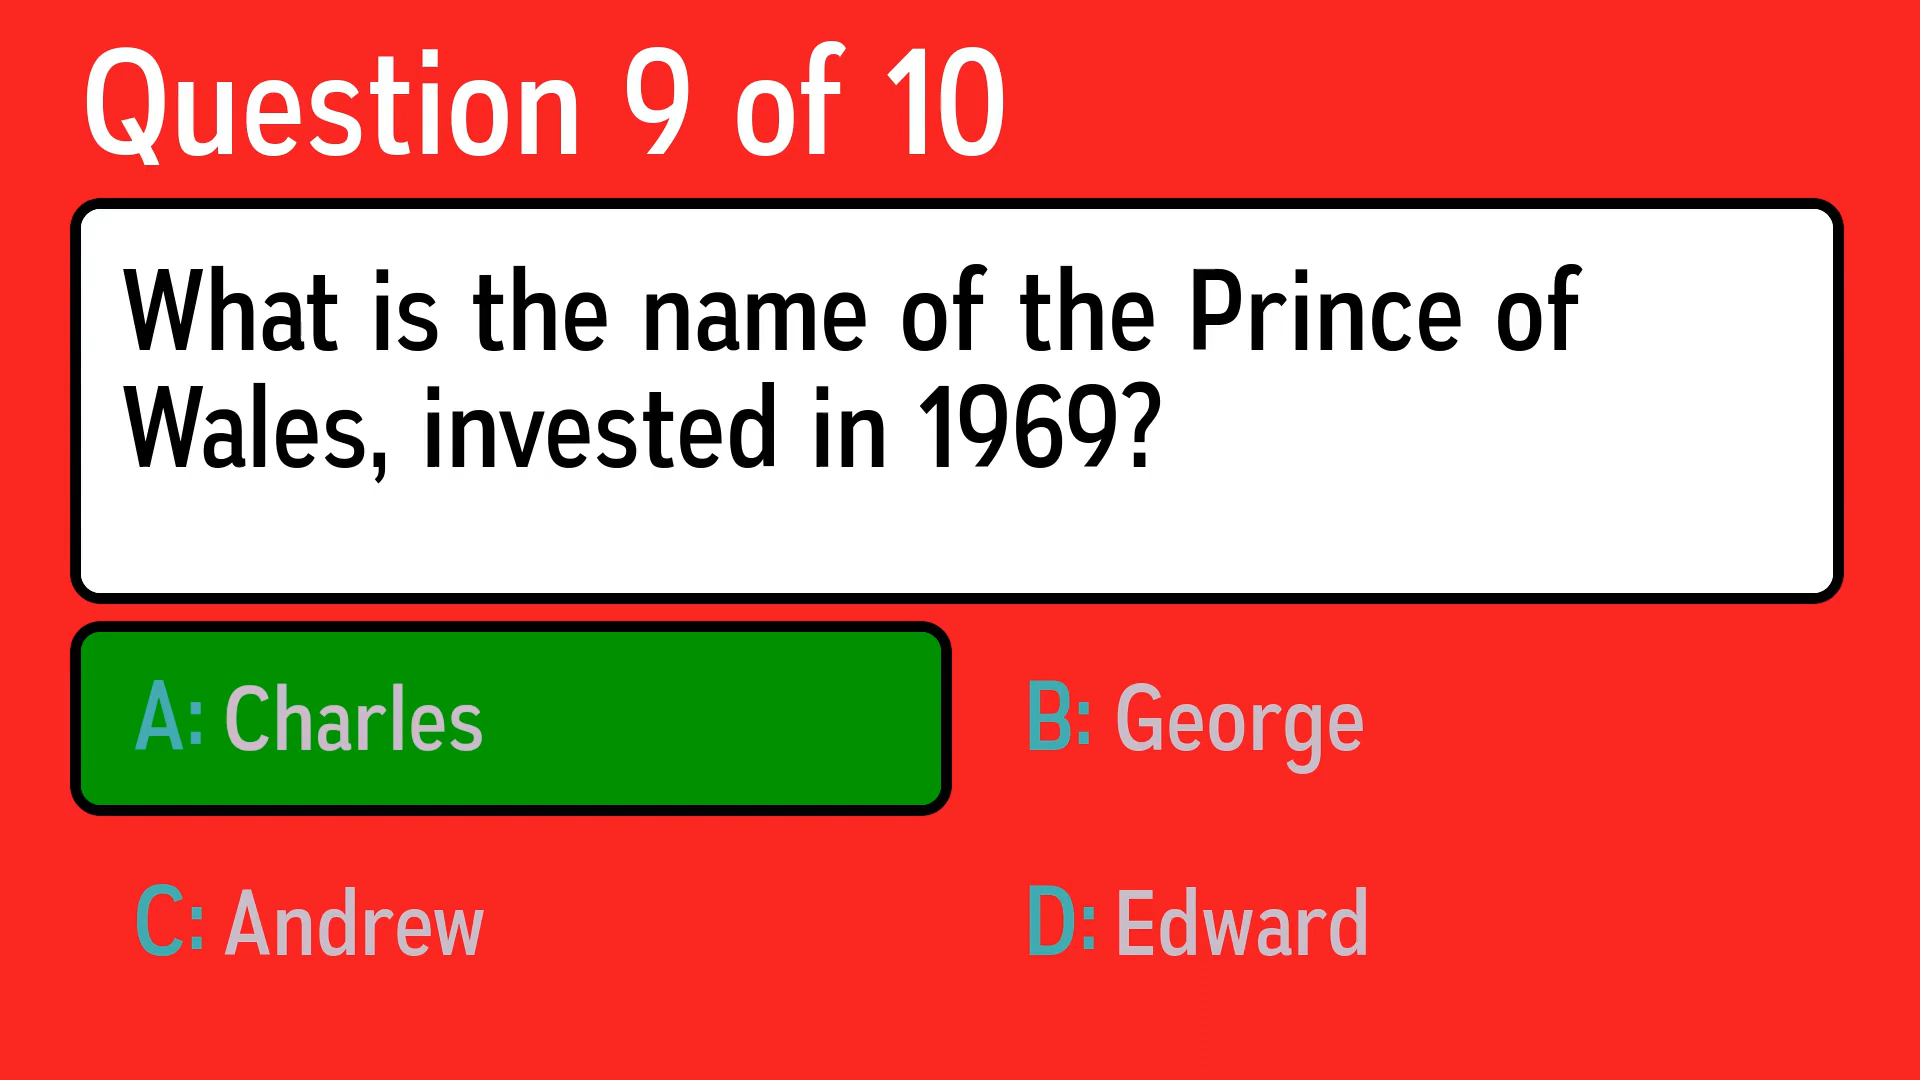 Question 9 of 10
What is the name of the Prince of
Wales, invested in 1969?
A: Charles
B: George
C: Andrew
D: Edward